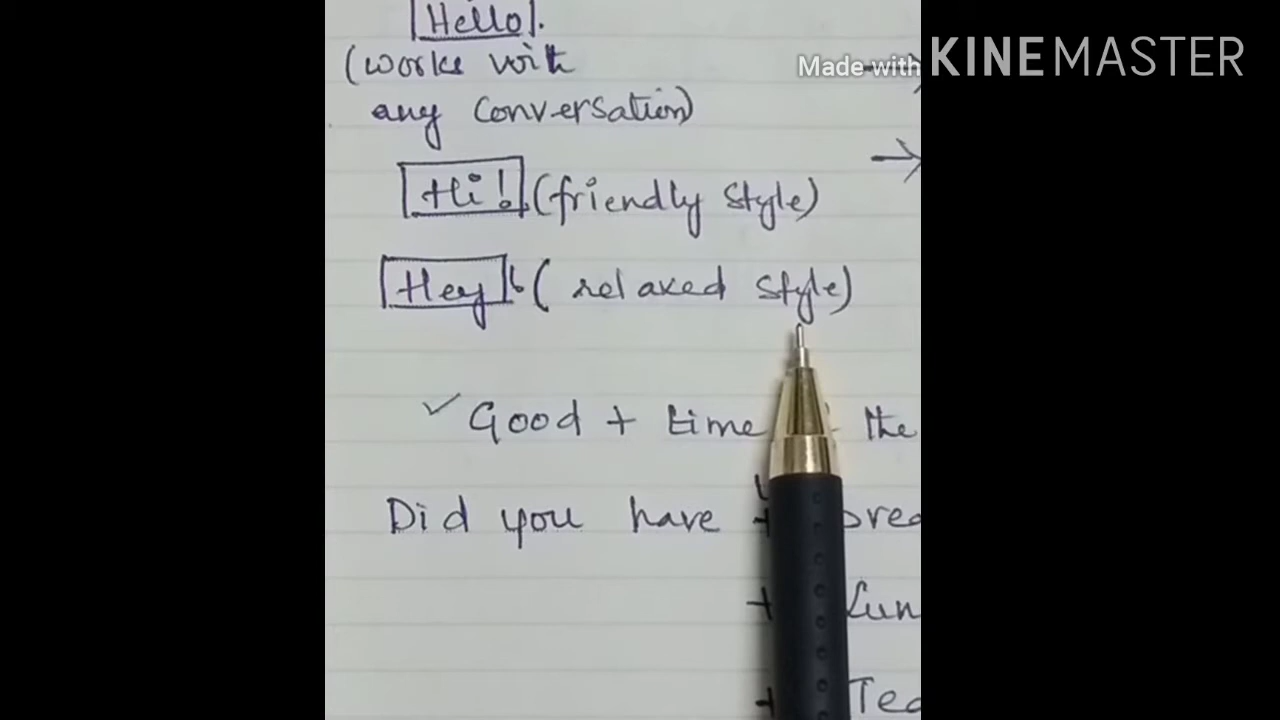 Hello.
Made with KINEMASTER
(works with
any conversation)
Hi! (friendly style)
Hey (relaxed style)
✓ Good + time the
Did you have +
+
+